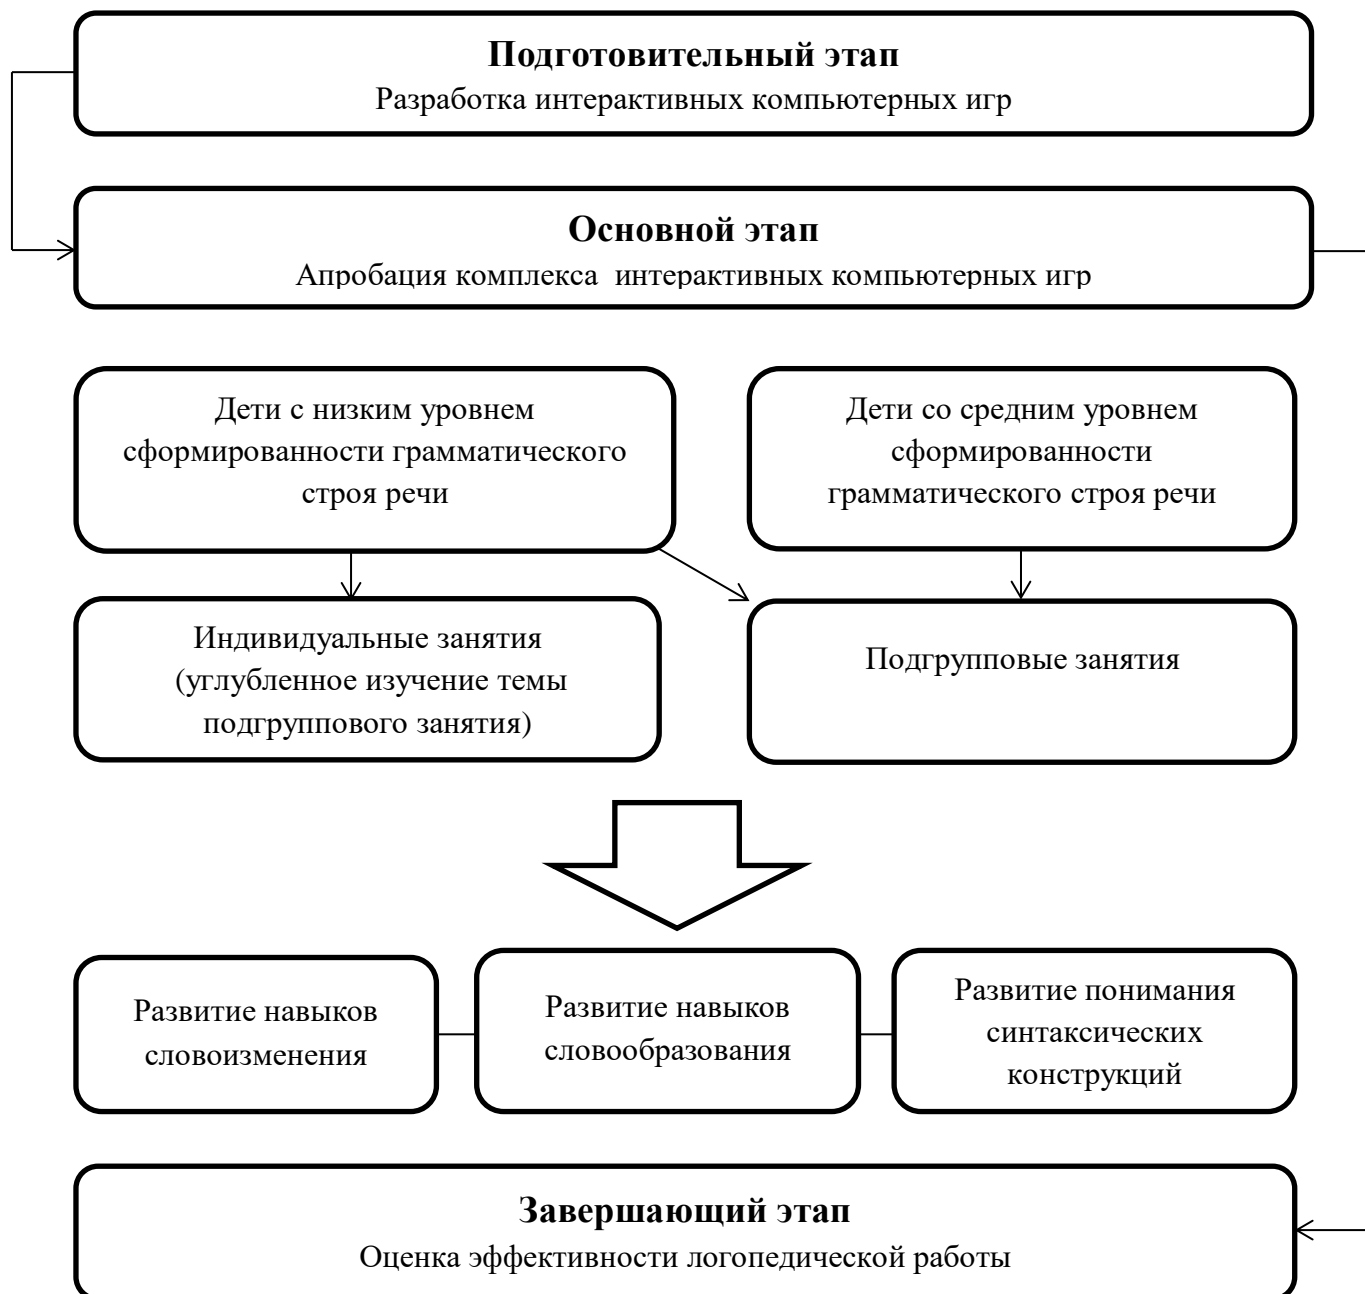 Подготовительный этап
Разработка интерактивных компьютерных игр
Основной этап
Апробация комплекса  интерактивных компьютерных игр
Дети с низким уровнем
сформированности грамматического
строя речи
Дети со средним уровнем
сформированности
грамматического строя речи
Индивидуальные занятия
(углубленное изучение темы
подгруппового занятия)
Подгрупповые занятия
Развитие навыков
словоизменения
Развитие навыков
словообразования
Развитие понимания
синтаксических
конструкций
Завершающий этап
Оценка эффективности логопедической работы